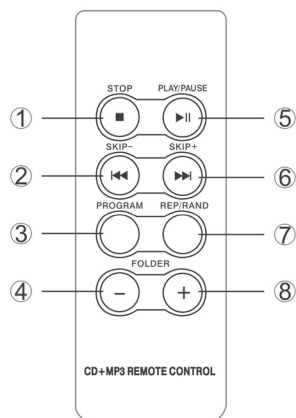 STOP PLAY/PAUSE
① ⑤
SKIP- SKIP+
② ⑥
PROGRAM REP/RAND
③ ⑦
FOLDER
④ - + ⑧
CD+MP3 REMOTE CONTROL